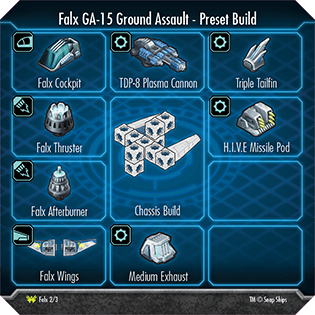 Falx GA-15 Ground Assault - Preset Build
Falx Cockpit
TDP-8 Plasma Cannon
Triple Tailfin
Falx Thruster
H.I.V.E Missile Pod
Falx Afterburner
Chassis Build
Falx Wings
Medium Exhaust
Falx 2/3
TM © Snap Ships